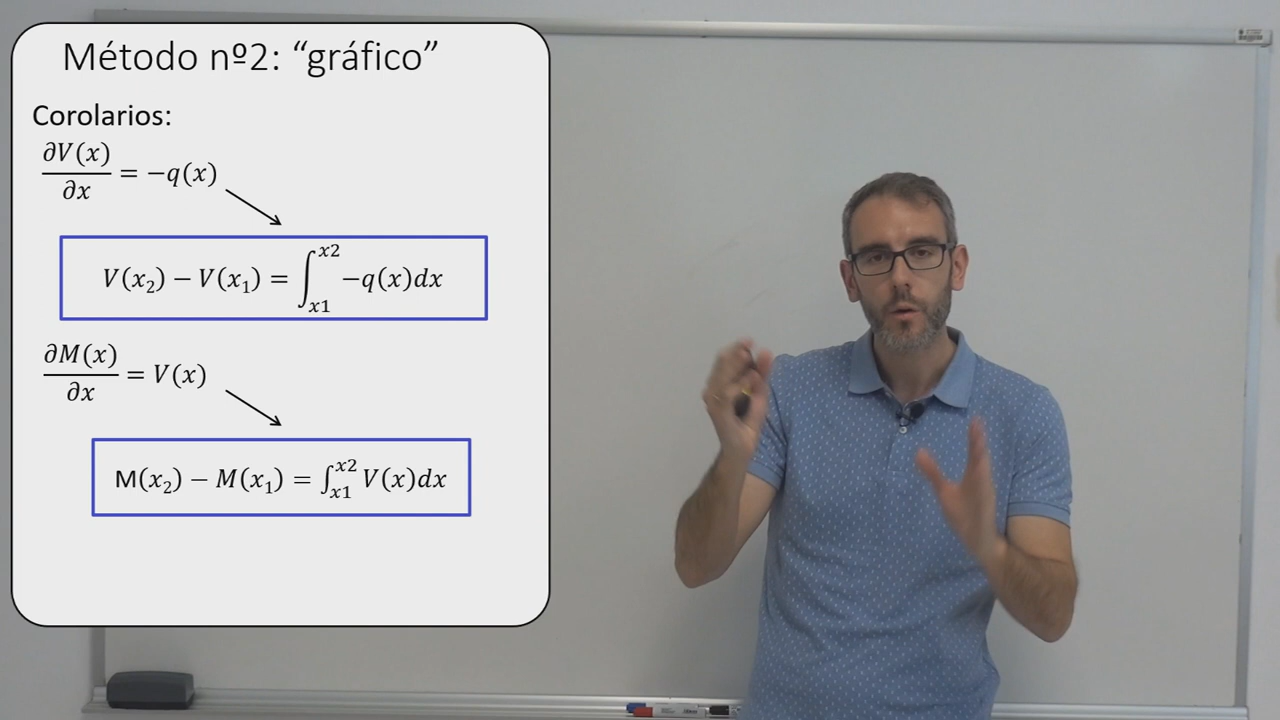 Método nº2: “gráfico”
Corolarios:
∂V(x)/∂x = −q(x)
V(x₂) − V(x₁) = ∫_{x1}^{x2} −q(x)dx
∂M(x)/∂x = V(x)
M(x₂) − M(x₁) = ∫_{x1}^{x2} V(x)dx